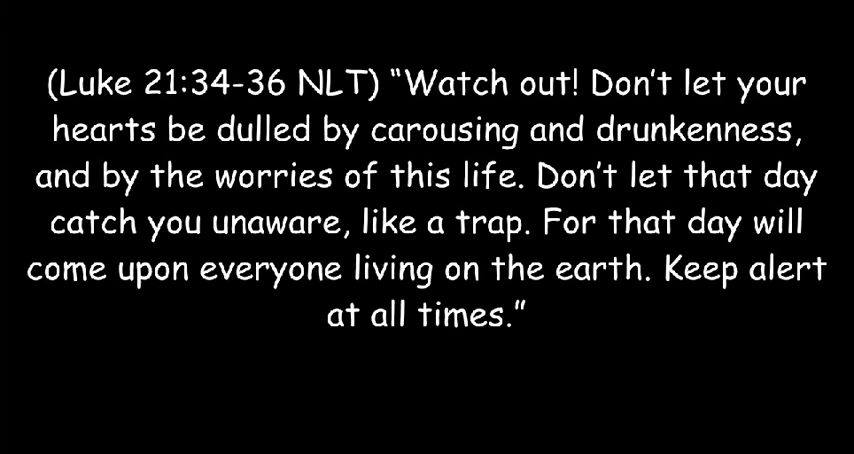 (Luke 21:34-36 NLT) “Watch out! Don’t let your
hearts be dulled by carousing and drunkenness,
and by the worries of this life. Don’t let that day
catch you unaware, like a trap. For that day will
come upon everyone living on the earth. Keep alert
at all times.”